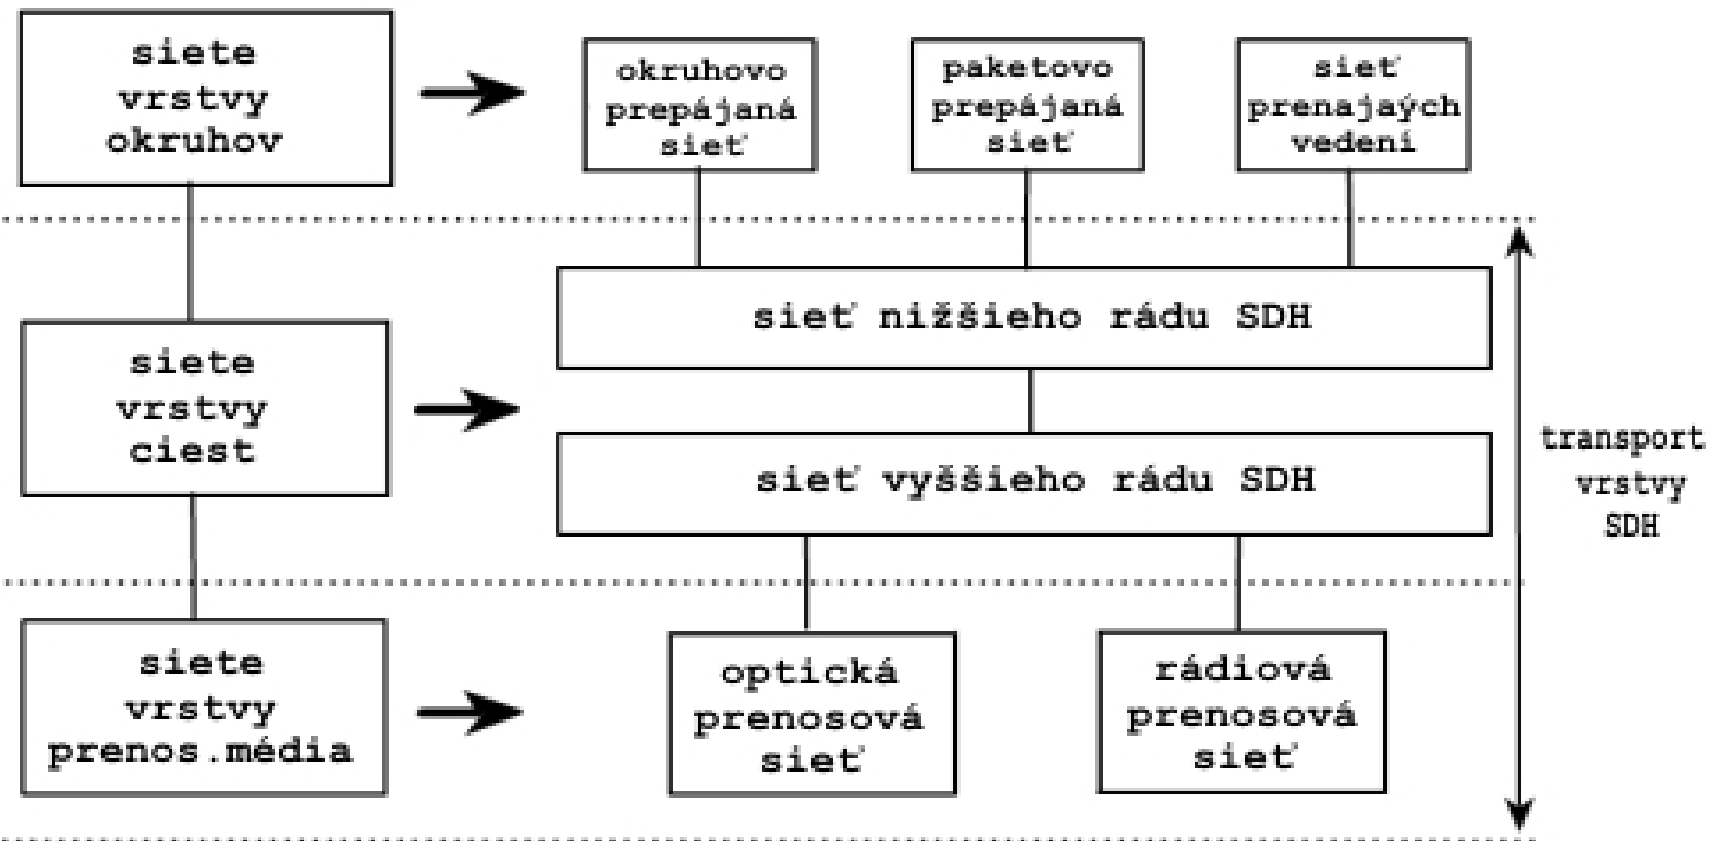 siete
vrstvy
okruhov
okruhovo
prepájaná
sieť
paketovo
prepájaná
sieť
sieť
prenajaých
vedení
siete
vrstvy
ciest
sieť nižšieho rádu SDH
sieť vyššieho rádu SDH
transport
vrstvy
SDH
siete
vrstvy
prenos.média
optická
prenosová
sieť
rádiová
prenosová
sieť